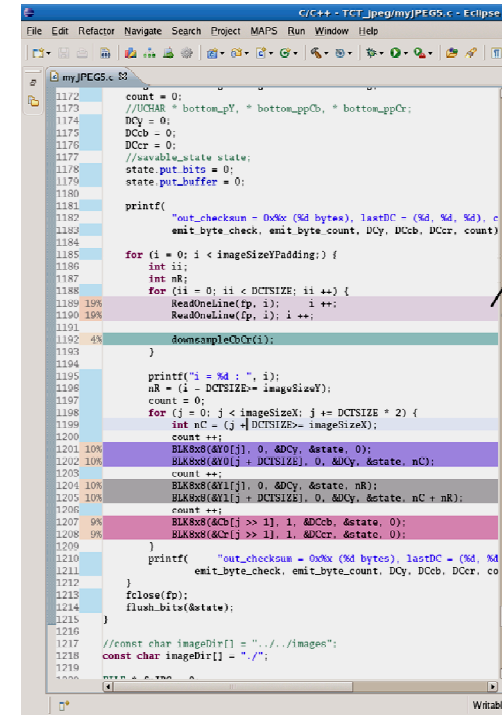 C/C++ - TCT_Jpeg/myJPEG5.c - Eclipse
File Edit Refactor Navigate Search Project MAPS Run Window Help
myJPEG5.c
1172 count = 0;
1173 //UCHAR * bottom_pY, * bottom_ppCb, * bottom_ppCr;
1174 DCy = 0;
1175 DCcb = 0;
1176 DCcr = 0;
1177 //savable_state state;
1178 state.put_bits = 0;
1179 state.put_buffer = 0;
1180
1181 printf(
1182 "out_checksum = 0x%x (%d bytes), lastDC = (%d, %d, %d), c
1183 emit_byte_check, emit_byte_count, DCy, DCcb, DCcr, count)
1184
1185 for (i = 0; i < imageSizeYPadding;) {
1186 int ii;
1187 int nR;
1188 for (ii = 0; ii < DCTSIZE; ii ++) {
1189 19% ReadOneLine(fp, i); i ++;
1190 19% ReadOneLine(fp, i); i ++;
1191
1192 4% downsampleCbCr(i);
1193 }
1194
1195 printf("i = %d : ", i);
1196 nR = (i - DCTSIZE>= imageSizeY);
1197 count = 0;
1198 for (j = 0; j < imageSizeX; j += DCTSIZE * 2) {
1199 int nC = (j + DCTSIZE>= imageSizeX);
1200 count ++;
1201 10% BLK8x8(&Y0[j], 0, &DCy, &state, 0);
1202 10% BLK8x8(&Y0[j + DCTSIZE], 0, &DCy, &state, nC);
1203 count ++;
1204 10% BLK8x8(&Y1[j], 0, &DCy, &state, nR);
1205 10% BLK8x8(&Y1[j + DCTSIZE], 0, &DCy, &state, nC + nR);
1206 count ++;
1207 9% BLK8x8(&Cb[j >> 1], 1, &DCcb, &state, 0);
1208 9% BLK8x8(&Cr[j >> 1], 1, &DCcr, &state, 0);
1209 }
1210 printf( "out_checksum = 0x%x (%d bytes), lastDC = (%d, %d
1211 emit_byte_check, emit_byte_count, DCy, DCcb, DCcr, co
1212 }
1213 fclose(fp);
1214 flush_bits(&state);
1215 }
1216
1217 //const char imageDir[] = "../../images";
1218 const char imageDir[] = "./";
1219
Writabl